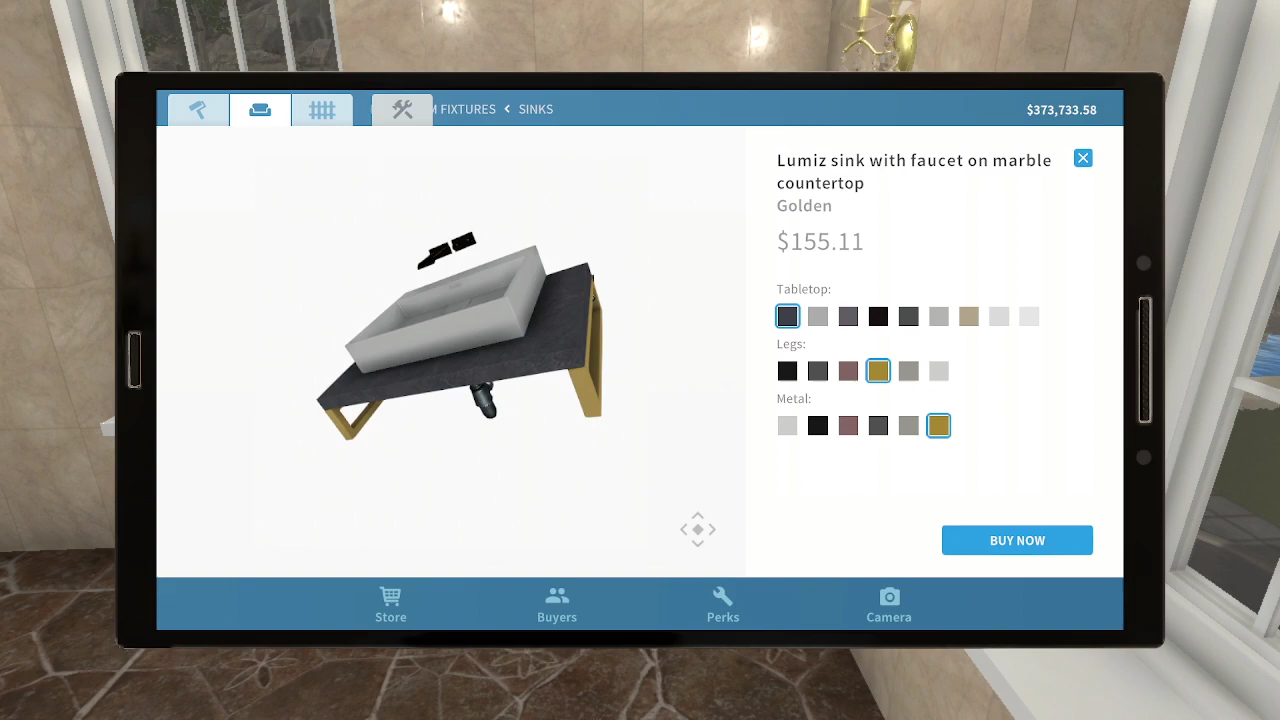 M FIXTURES < SINKS
$373,733.58
Lumiz sink with faucet on marble
countertop
Golden
$155.11
Tabletop:
Legs:
Metal:
BUY NOW
Store
Buyers
Perks
Camera